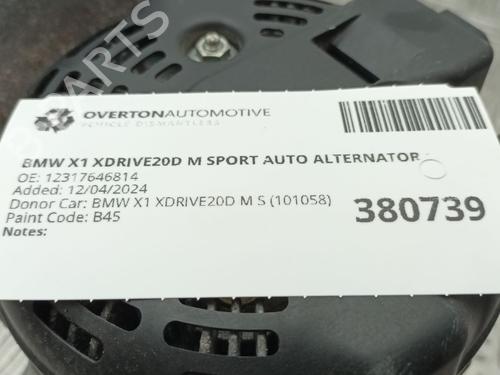 PARTS
OVERTONAUTOMOTIVE
VEHICLE DISMANTLERS
BMW X1 XDRIVE20D M SPORT AUTO ALTERNATOR
OE: 12317646814
Added: 12/04/2024
Donor Car: BMW X1 XDRIVE20D M S (101058)
Paint Code: B45
Notes:
380739